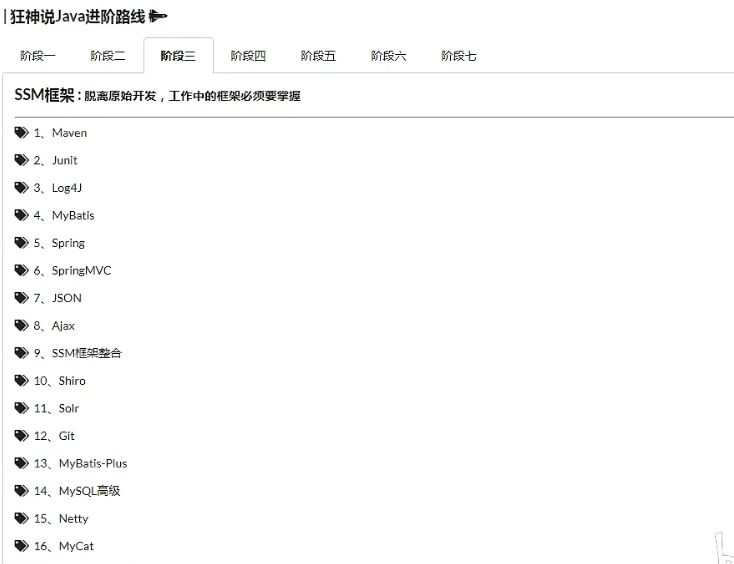 | 狂神说Java进阶路线
阶段一 阶段二 阶段三 阶段四 阶段五 阶段六 阶段七
SSM框架 : 脱离原始开发，工作中的框架必须要掌握
1、Maven
2、Junit
3、Log4J
4、MyBatis
5、Spring
6、SpringMVC
7、JSON
8、Ajax
9、SSM框架整合
10、Shiro
11、Solr
12、Git
13、MyBatis-Plus
14、MySQL高级
15、Netty
16、MyCat